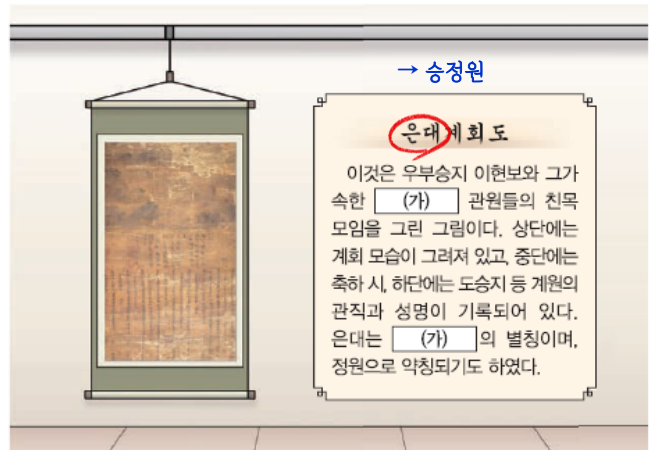 → 승정원
은대계회도
이것은 우부승지 이현보와 그가
속한 (가) 관원들의 친목
모임을 그린 그림이다. 상단에는
계회 모습이 그려져 있고, 중단에는
축하 시, 하단에는 도승지 등 계원의
관직과 성명이 기록되어 있다.
은대는 (가) 의 별칭이며,
정원으로 약칭되기도 하였다.